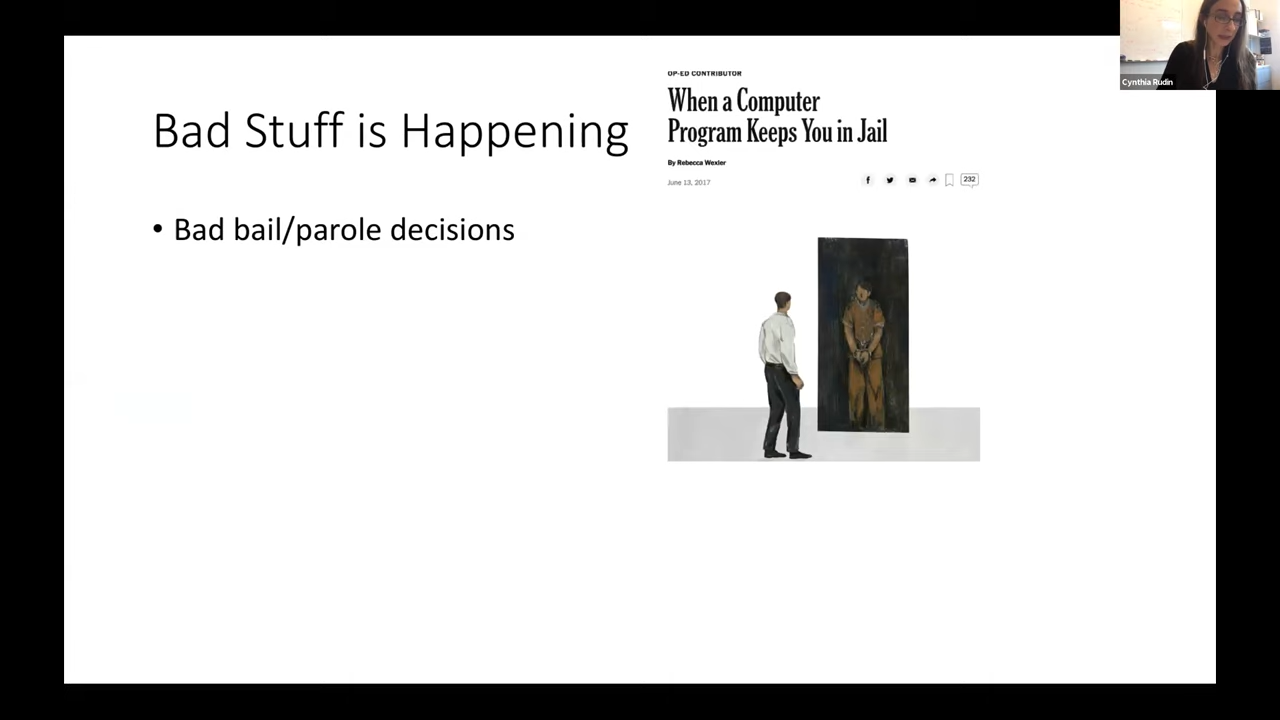 Bad Stuff is Happening
• Bad bail/parole decisions
OP-ED CONTRIBUTOR
When a Computer
Program Keeps You in Jail
By Rebecca Wexler
June 13, 2017
232
Cynthia Rudin